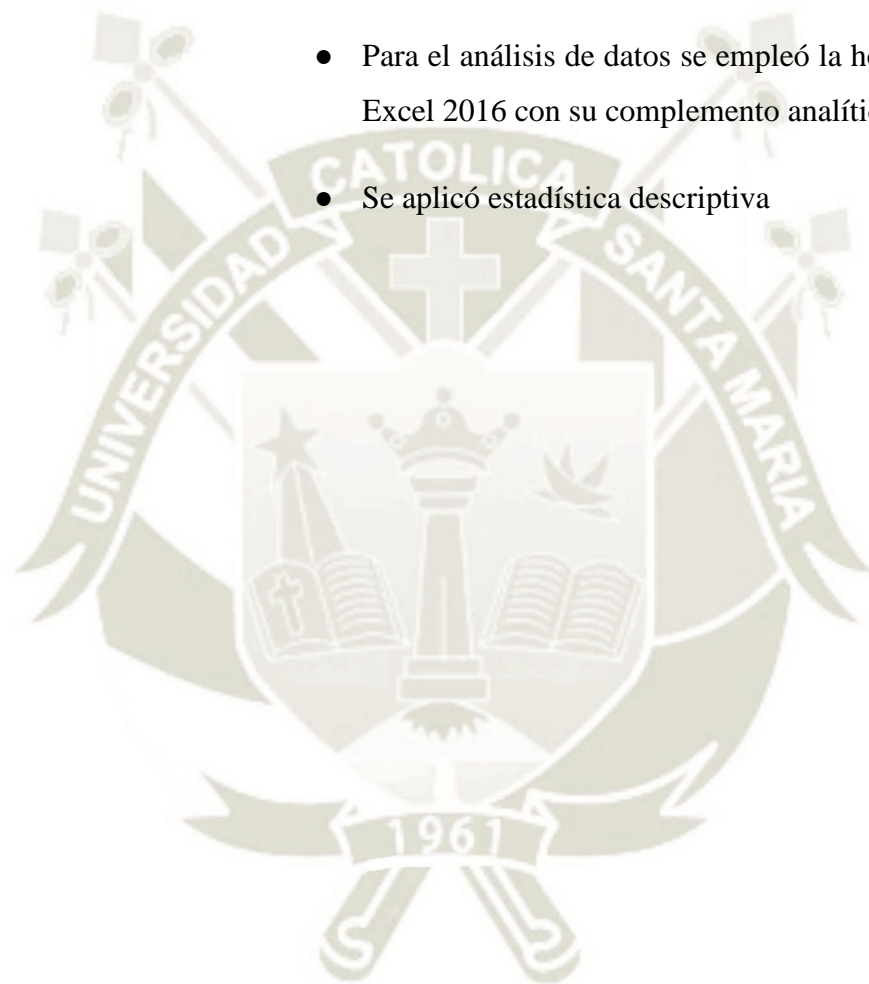 ● Para el análisis de datos se empleó la
Excel 2016 con su complemento
● Se aplicó estadística descriptiva
UNIVERSIDAD CATOLICA SANTA MARIA
1961